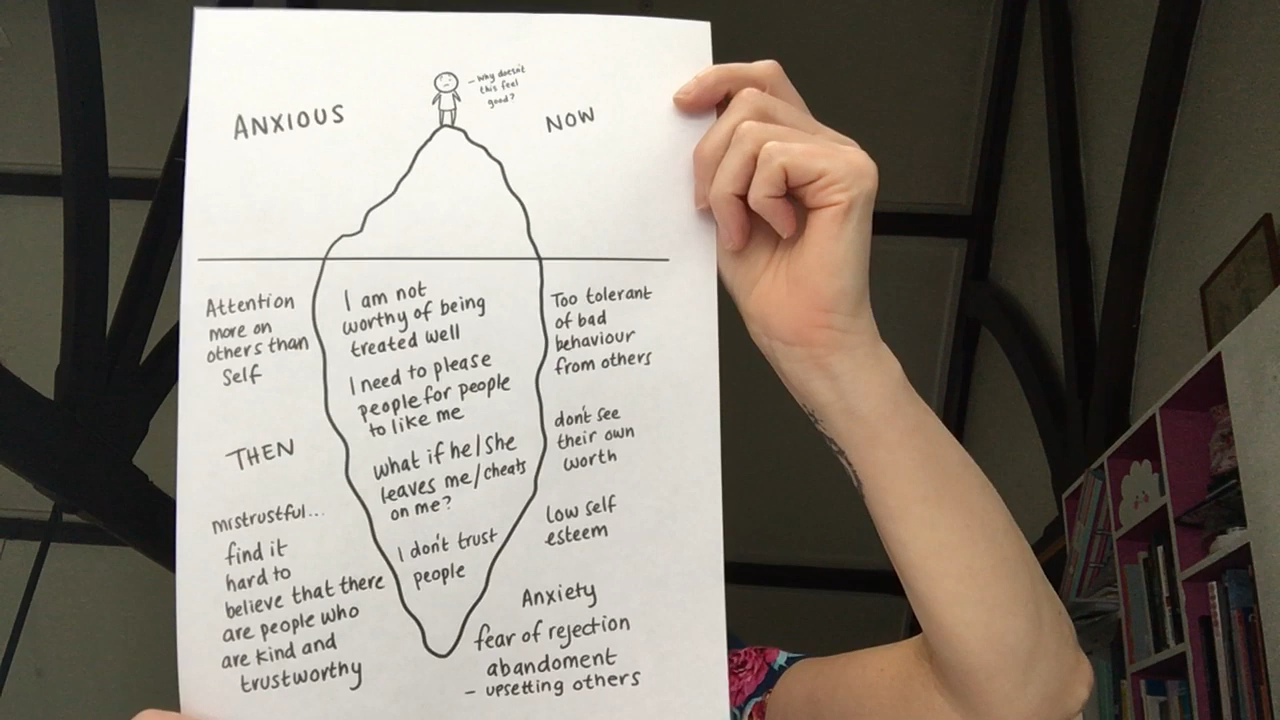 - Why doesn't
this feel
good?
ANXIOUS
NOW
Attention
more on
others than
Self
THEN
mistrustful...
find it
hard to
believe that there
are people who
are kind and
trustworthy
I am not
worthy of being
treated well
I need to please
people for people
to like me
what if he/she
leaves me/cheats
on me?
I don't trust
people
Too tolerant
of bad
behaviour
from others
don't see
their own
worth
Low self
esteem
Anxiety
fear of rejection
abandoment
- upsetting others